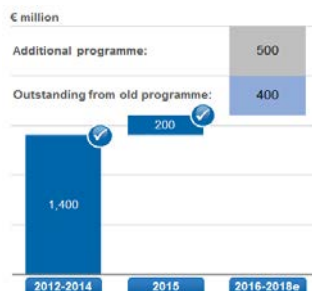 € million
Additional programme: 500
Outstanding from old programme: 400
200
1,400
2012-2014 2015 2016-2018e